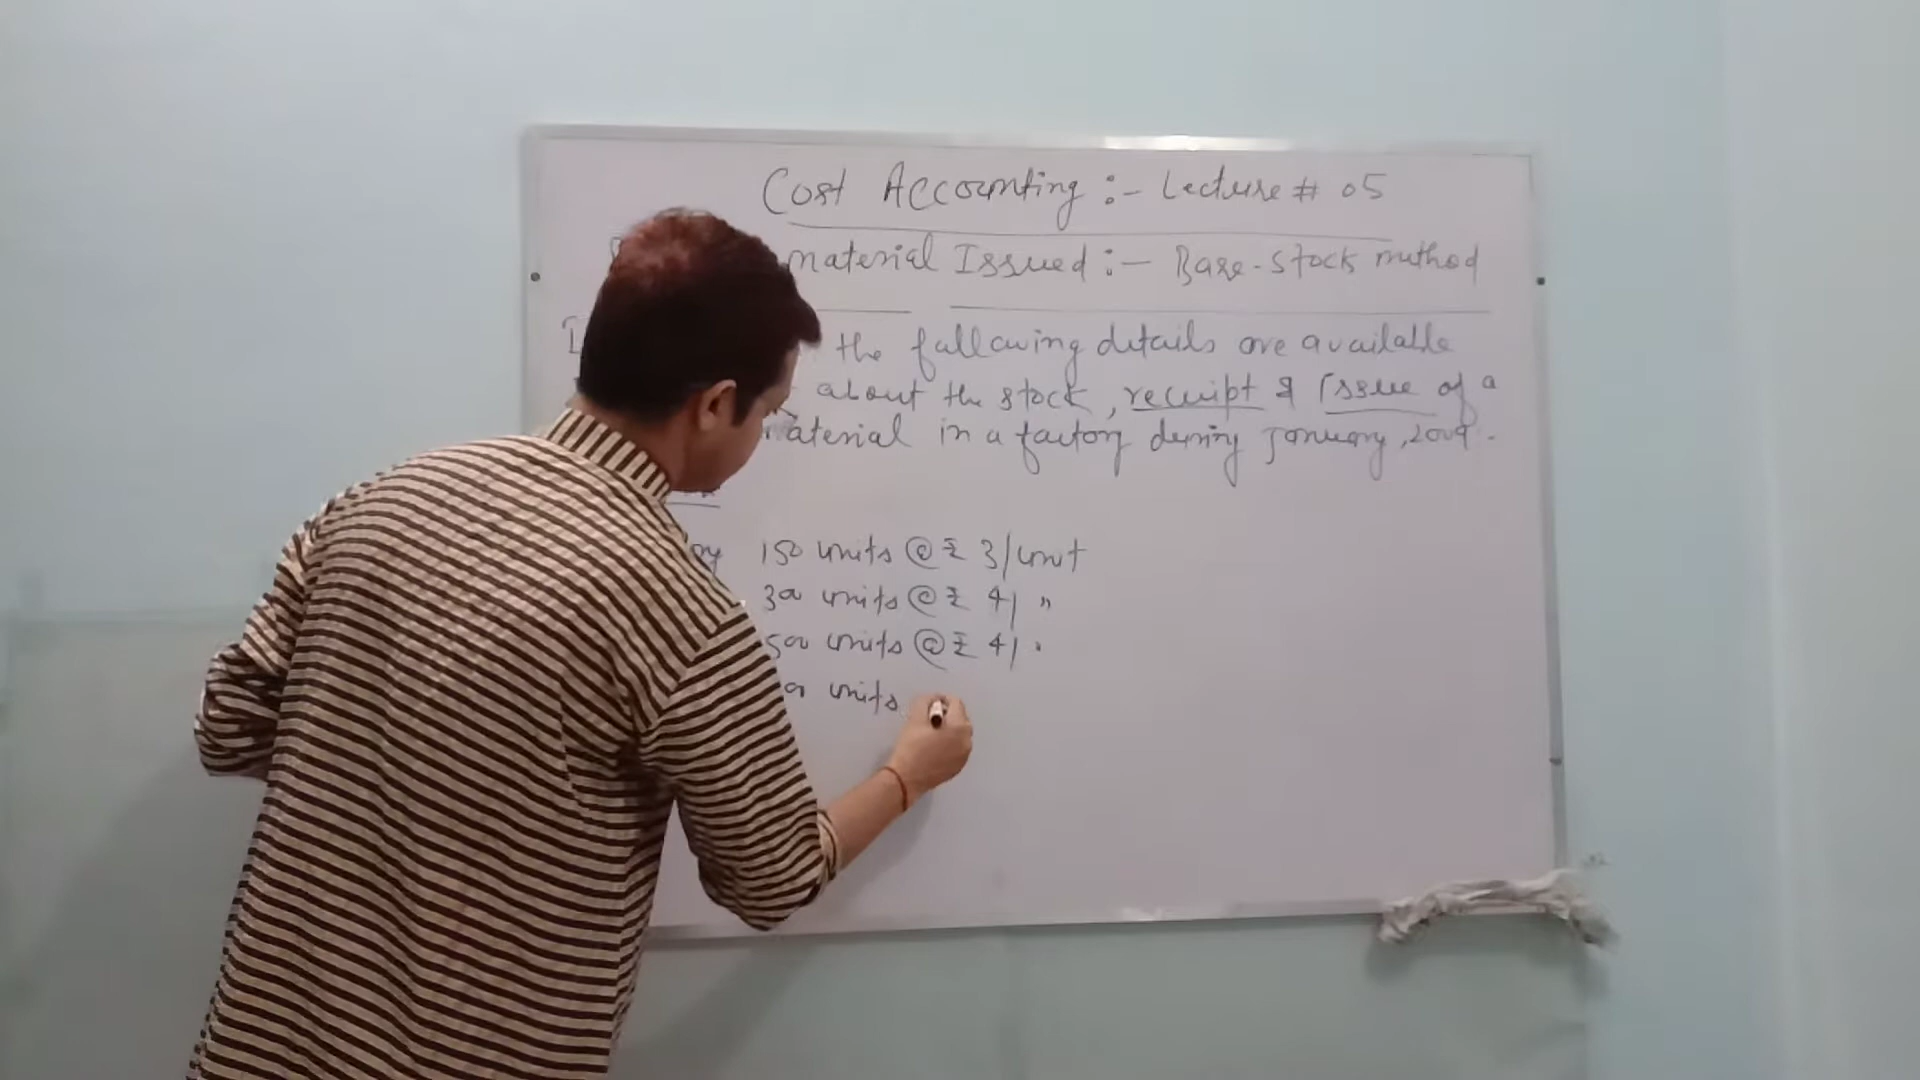 Cost Accounting :- Lecture # 05
material Issued :- Base-stock method
the following details are available
about the stock, receipt & Issue of a
material in a factory during January, 2009.
150 units @ ₹ 3/unit
300 units @ ₹ 4/ "
500 units @ ₹ 4/ "
units